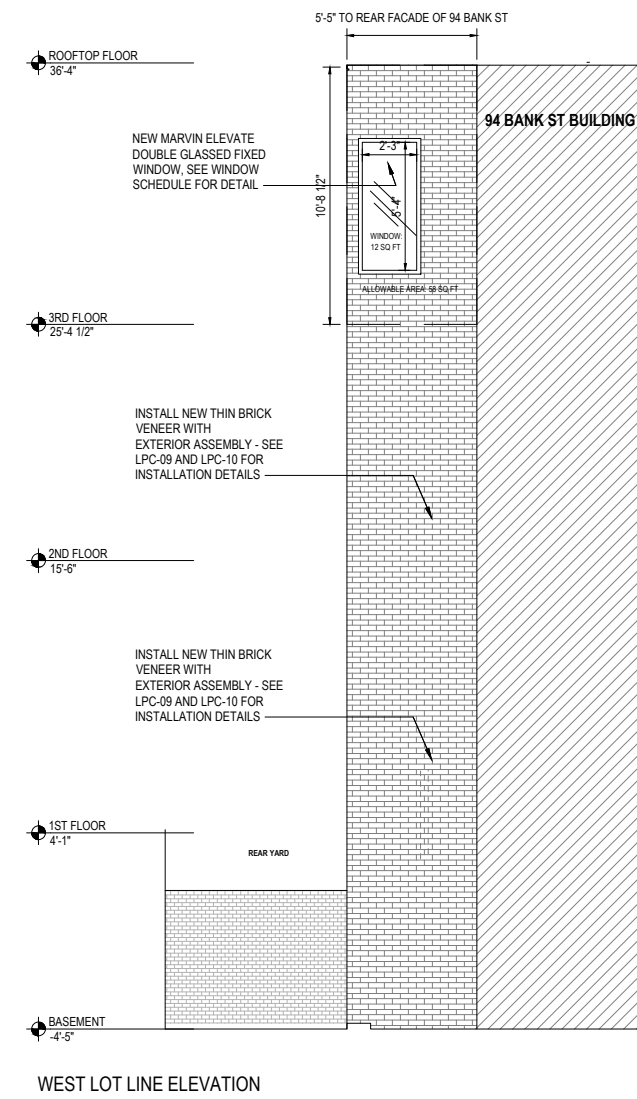 5'-5" TO REAR FACADE OF 94 BANK ST
ROOFTOP FLOOR
36'-4"
94 BANK ST BUILDING
NEW MARVIN ELEVATE
DOUBLE GLASSED FIXED
WINDOW, SEE WINDOW
SCHEDULE FOR DETAIL
10'-8 1/2"
2'-3"
5'-4"
WINDOW:
12 SQ FT
ALLOWABLE AREA: 58 SQ FT
3RD FLOOR
25'-4 1/2"
INSTALL NEW THIN BRICK
VENEER WITH
EXTERIOR ASSEMBLY - SEE
LPC-09 AND LPC-10 FOR
INSTALLATION DETAILS
2ND FLOOR
15'-6"
INSTALL NEW THIN BRICK
VENEER WITH
EXTERIOR ASSEMBLY - SEE
LPC-09 AND LPC-10 FOR
INSTALLATION DETAILS
1ST FLOOR
4'-1"
REAR YARD
BASEMENT
-4'-5"
WEST LOT LINE ELEVATION